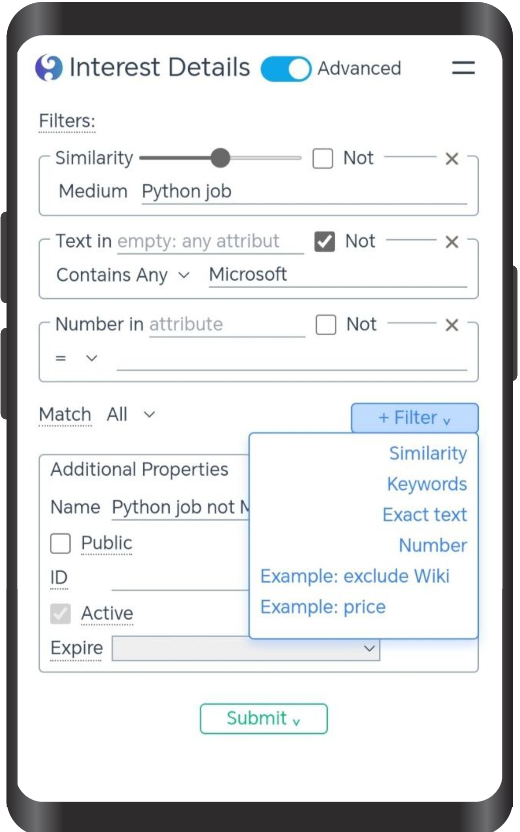 Interest Details Advanced
Filters:
Similarity Not ×
Medium Python job
Text in empty: any attribut Not ×
Contains Any Microsoft
Number in attribute Not ×
=
Match All + Filter v
Similarity
Keywords
Exact text
Number
Example: exclude Wiki
Example: price
Additional Properties
Name Python job not
Public
ID
Active
Expire
Submit v